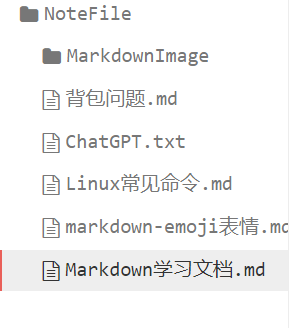 NoteFile
MarkdownImage
背包问题.md
ChatGPT.txt
Linux常见命令.md
markdown-emoji表情.md
Markdown学习文档.md